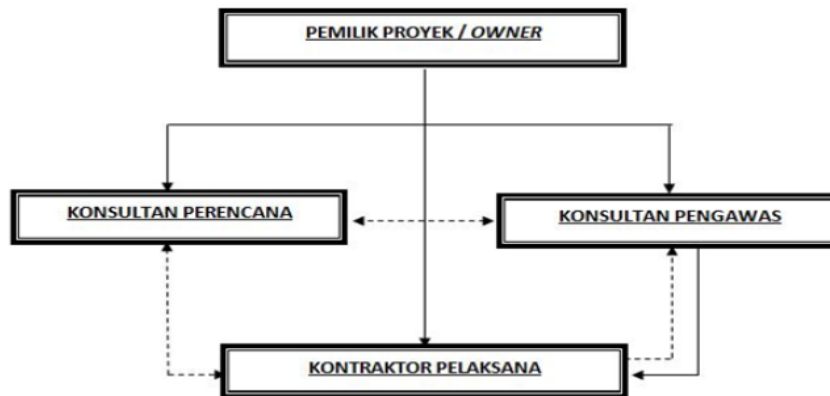 PEMILIK PROYEK / OWNER
KONSULTAN PERENCANA
KONSULTAN PENGAWAS
KONTRAKTOR PELAKSANA